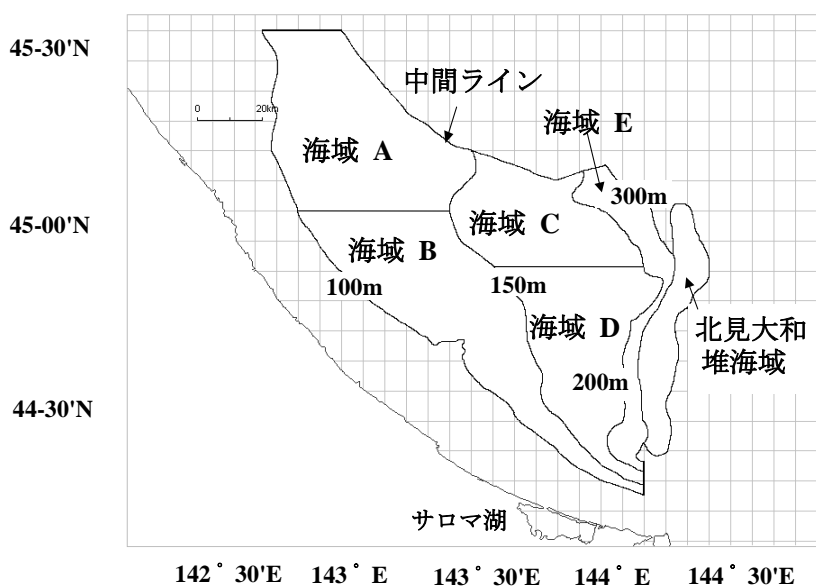 45-30'N
中間ライン
0 20km
海域 E
海域 A
300m
45-00'N
海域 C
海域 B
100m
150m
海域 D
北見大和
堆海域
200m
44-30'N
サロマ湖
142゜30'E
143゜E
143゜30'E
144゜E
144゜30'E